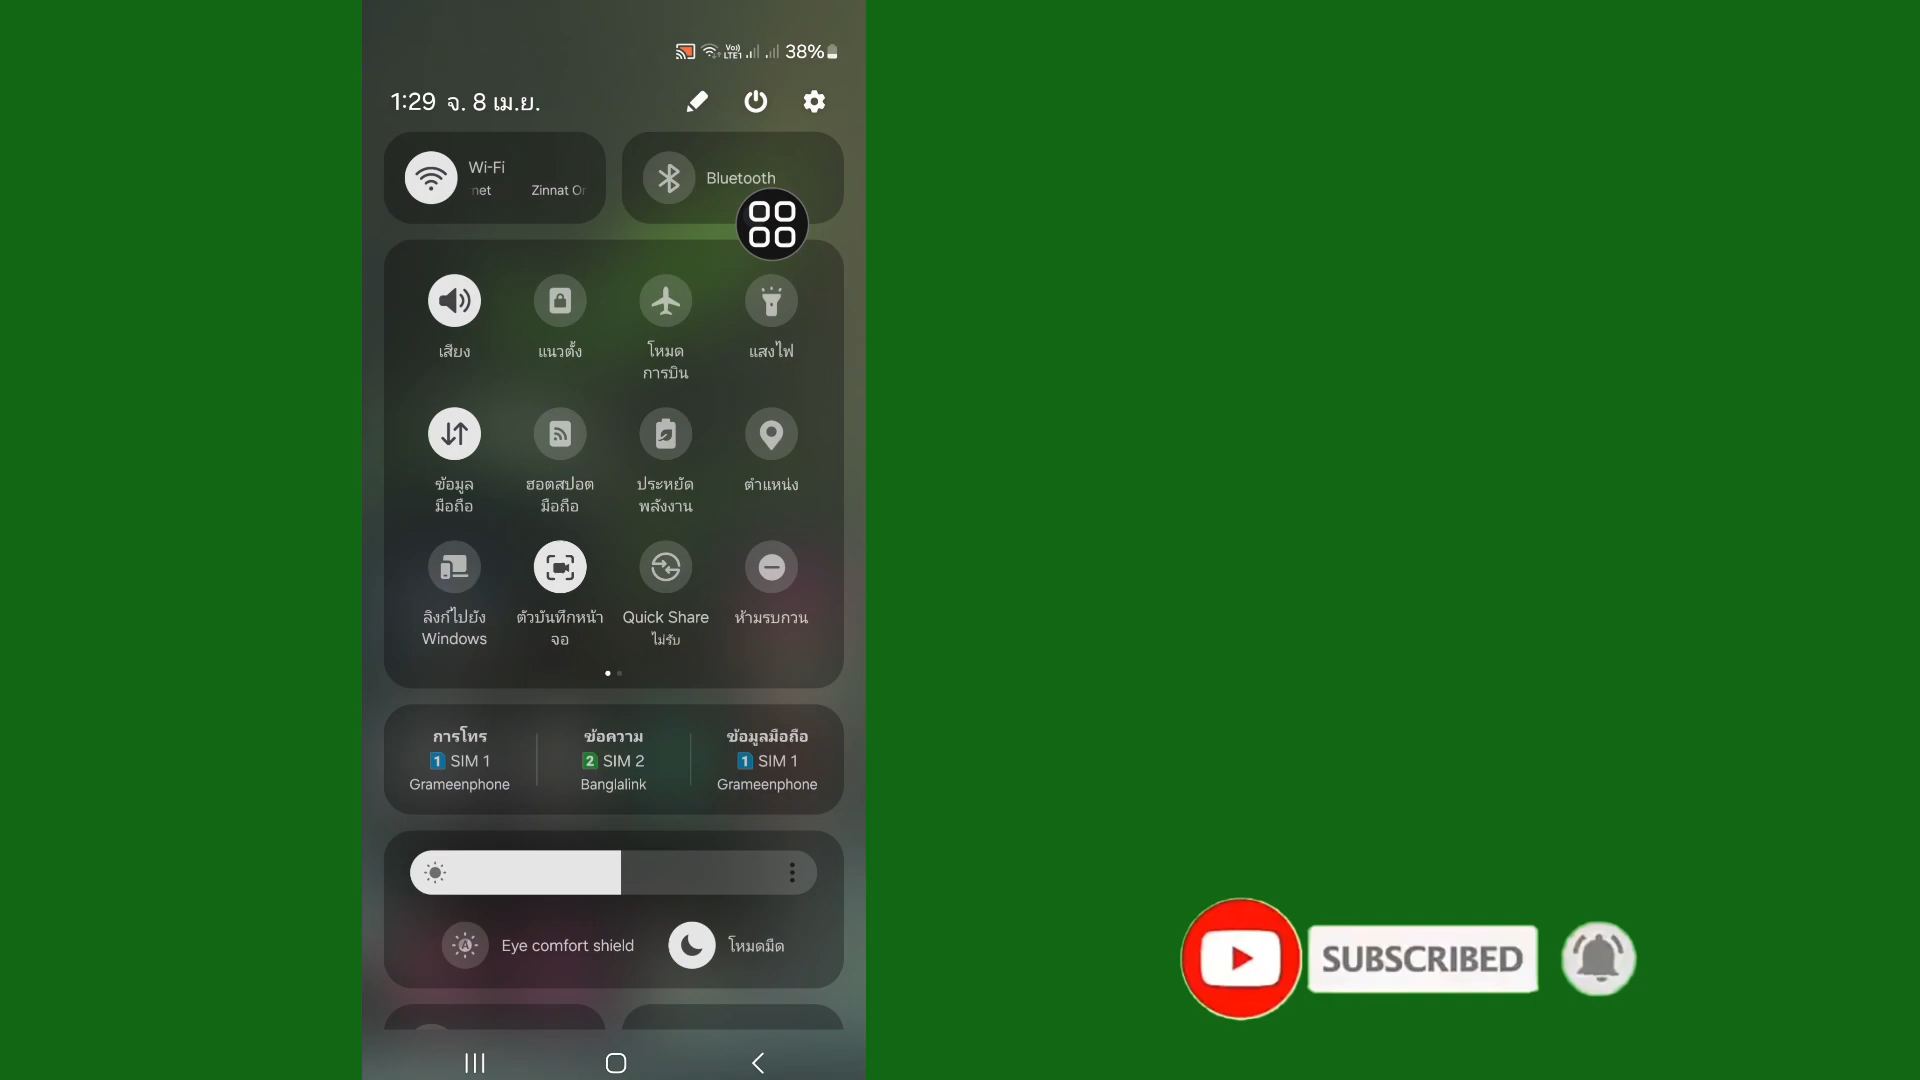 38%
1:29 จ. 8 เม.ย.
Wi-Fi
net Zinnat Or
Bluetooth
เสียง
แนวตั้ง
โหมด
การบิน
แสงไฟ
ข้อมูล
มือถือ
ฮอตสปอต
มือถือ
ประหยัด
พลังงาน
ตำแหน่ง
ลิงก์ไปยัง
Windows
ตัวบันทึกหน้า
จอ
Quick Share
ไม่รับ
ห้ามรบกวน
การโทร
1 SIM 1
Grameenphone
ข้อความ
2 SIM 2
Banglalink
ข้อมูลมือถือ
1 SIM 1
Grameenphone
Eye comfort shield
โหมดมืด
SUBSCRIBED